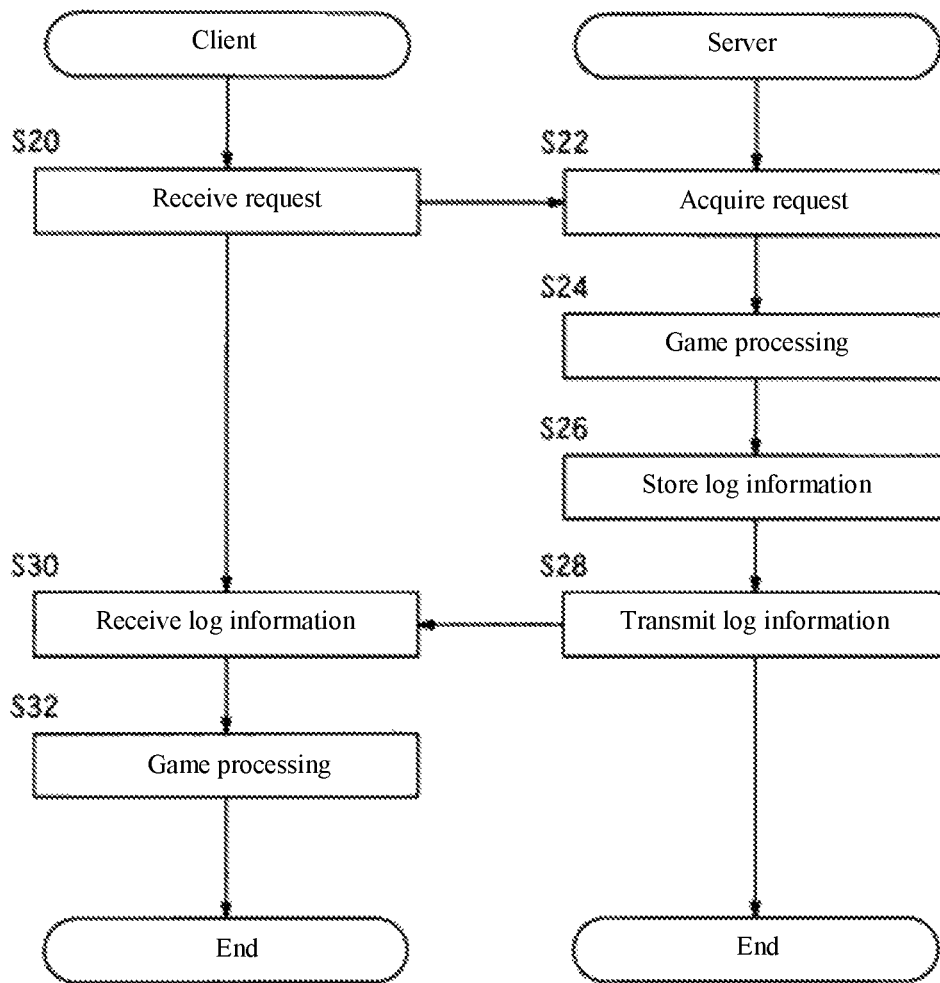 Client
Server
S20
S22
Receive request
Acquire request
S24
Game processing
S26
Store log information
S30
S28
Receive log information
Transmit log information
S32
Game processing
End
End